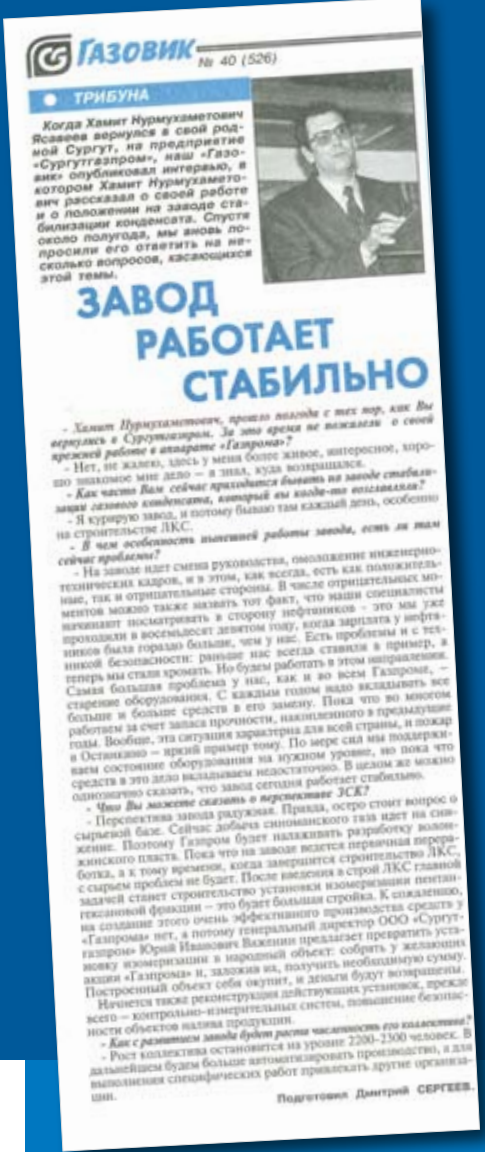 СГ
ГАЗОВИК
№ 40 (526)
ТРИБУНА
Когда Хамит Нурмухаметович
Ясавеев вернулся в свой род-
ной Сургут, на предприятие
«Сургутгазпром», наш «Газо-
вик» опубликовал интервью, в
котором Хамит Нурмухамето-
вич рассказал о своей работе
и о положении на заводе ста-
билизации конденсата. Спустя
около полугода, мы вновь по-
просили его ответить на не-
сколько вопросов, касающихся
этой темы.
ЗАВОД
РАБОТАЕТ
СТАБИЛЬНО
- Хамит Нурмухаметович, прошло полгода с тех пор, как Вы
вернулись в Сургутгазпром. За это время не пожалели о своей
прежней работе в аппарате «Газпрома»?
- Нет, не жалею, здесь у меня более живое, интересное, хоро-
шо знакомое мне дело – я знал, куда возвращался.
- Как часто Вам сейчас приходится бывать на заводе стабили-
зации газового конденсата, который вы когда-то возглавляли?
- Я курирую завод, и потому бываю там каждый день, особенно
на строительстве ЛКС.
- В чем особенность нынешней работы завода, есть ли там
сейчас проблемы?
- На заводе идет смена руководства, омоложение инженерно-
технических кадров, и в этом, как всегда, есть как положитель-
ные, так и отрицательные стороны. В числе отрицательных мо-
ментов можно также назвать тот факт, что наши специалисты
начинают посматривать в сторону нефтяников - это мы уже
проходили в восемьдесят девятом году, когда зарплата у нефтя-
ников была гораздо больше, чем у нас. Есть проблемы и с тех-
никой безопасности: раньше нас всегда ставили в пример, а
теперь мы стали хромать. Но будем работать в этом направлении.
Самая большая проблема у нас, как и во всем Газпроме, –
старение оборудования. С каждым годом надо вкладывать все
больше и больше средств в его замену. Пока что во многом
работаем за счет запаса прочности, накопленного в предыдущие
годы. Вообще, эта ситуация характерна для всей страны, и пожар
в Останкино – яркий пример тому. По мере сил мы поддержи-
ваем состояние оборудования на нужном уровне, но пока что
средств в это дело вкладываем недостаточно. В целом же можно
однозначно сказать, что завод сегодня работает стабильно.
- Что Вы можете сказать о перспективе ЗСК?
- Перспектива завода радужная. Правда, остро стоит вопрос о
сырьевой базе. Сейчас добыча синоманского газа идет на сни-
жение. Поэтому Газпром будет налаживать разработку волон-
жинского пласта. Пока что на заводе ведется первичная перера-
ботка, а к тому времени, когда завершится строительство ЛКС,
с сырьем проблем не будет. После введения в строй ЛКС главной
задачей станет строительство установки изомеризации пентан-
гексановой фракции – это будет большая стройка. К сожалению,
на создание этого очень эффективного производства средств у
«Газпрома» нет, а потому генеральный директор ООО «Сургут-
газпром» Юрий Иванович Важенин предлагает превратить уста-
новку изомеризации в народный объект: собрать у желающих
акции «Газпрома» и, заложив их, получить необходимую сумму.
Построенный объект себя окупит, и деньги будут возвращены.
Начнется также реконструкция действующих установок, прежде
всего – контрольно-измерительных систем, повышение безопас-
ности объектов налива продукции.
- Как с развитием завода будет расти численность его коллектива?
- Рост коллектива остановится на уровне 2200-2300 человек. В
дальнейшем будем больше автоматизировать производство, а для
выполнения специфических работ привлекать другие организа-
ции.
Подготовил Дмитрий СЕРГЕЕВ.